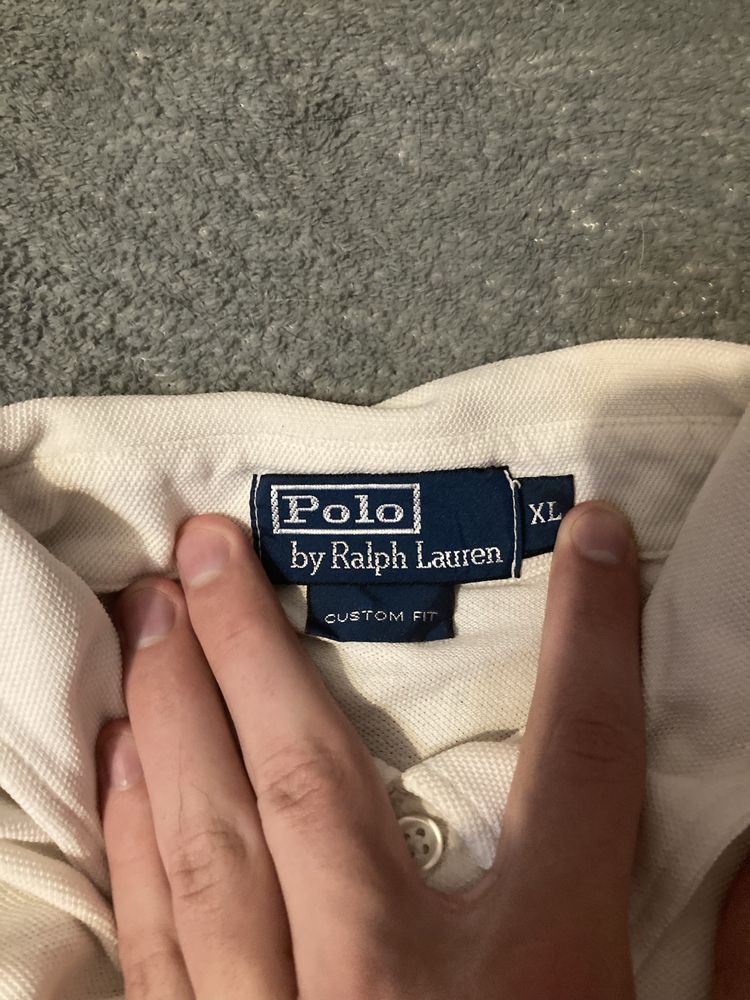 Polo
by Ralph Lauren
XL
CUSTOM FIT